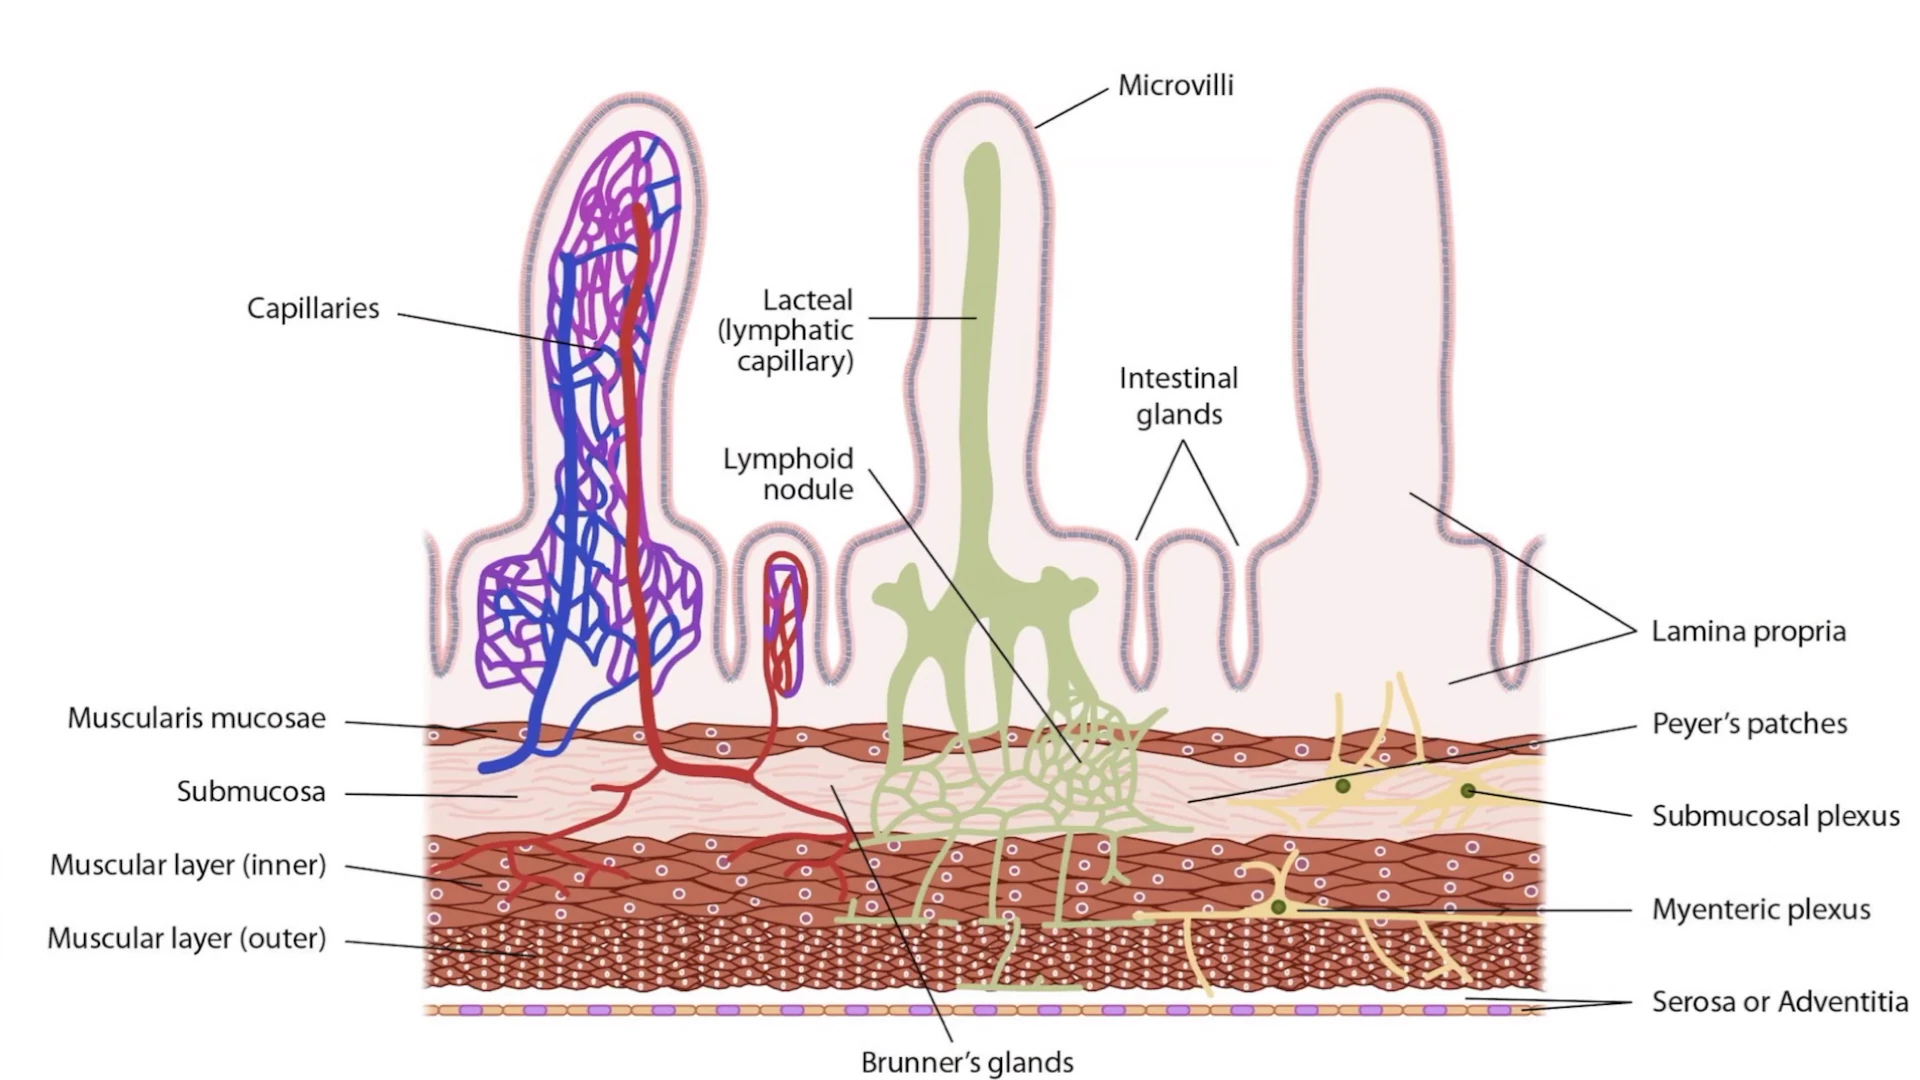 Microvilli
Capillaries
Lacteal
(lymphatic
capillary)
Intestinal
glands
Lymphoid
nodule
Lamina propria
Muscularis mucosae
Peyer’s patches
Submucosa
Submucosal plexus
Muscular layer (inner)
Myenteric plexus
Muscular layer (outer)
Serosa or Adventitia
Brunner’s glands